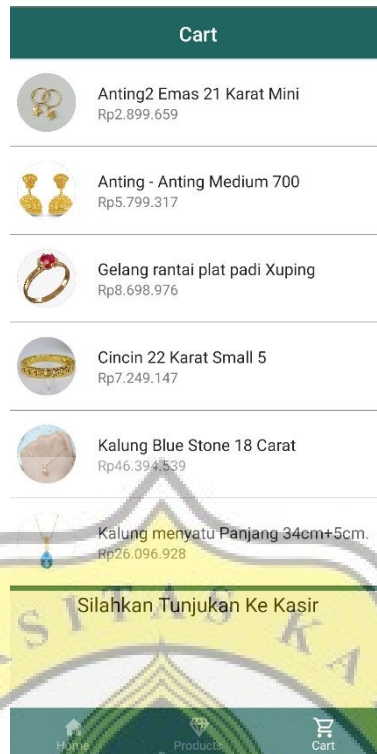 Cart
Anting2 Emas 21 Karat Mini
Rp2.899.659
Anting - Anting Medium 700
Rp5.799.317
Gelang rantai plat padi Xuping
Rp8.698.976
Cincin 22 Karat Small 5
Rp7.249.147
Kalung Blue Stone 18 Carat
Rp46.394.539
Kalung menyatu Panjang 34cm+5cm.
Rp26.096.928
Silahkan Tunjukan Ke Kasir
SITAS KA
Home Products Cart